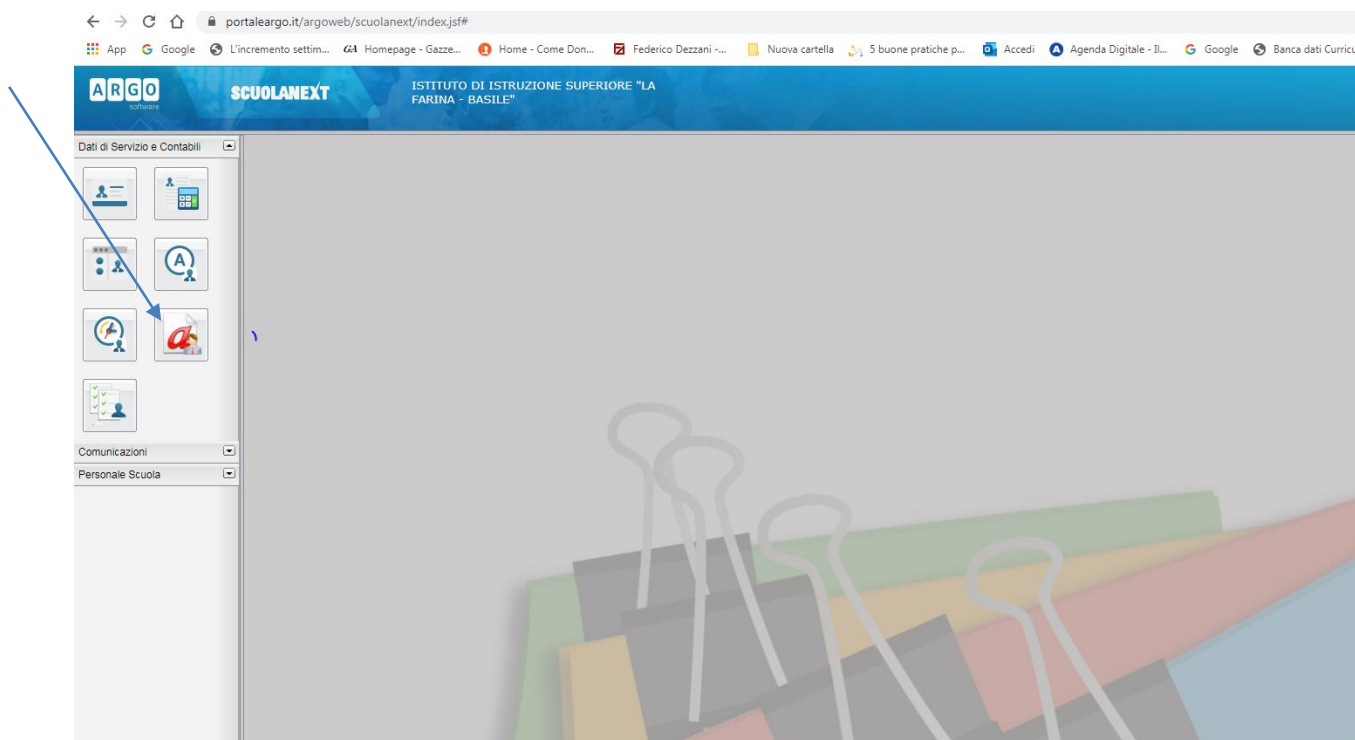 portaleargo.it/argoweb/scuolanext/index.jsf#
App Google L'incremento settim... GA Homepage - Gazze... Home - Come Don... Federico Dezzani -... Nuova cartella 5 buone pratiche p... Accedi Agenda Digitale - Il... Google Banca dati Curricu
ARGO
software
SCUOLANEXT
ISTITUTO DI ISTRUZIONE SUPERIORE "LA
FARINA - BASILE"
Dati di Servizio e Contabili
A
a
Comunicazioni
Personale Scuola